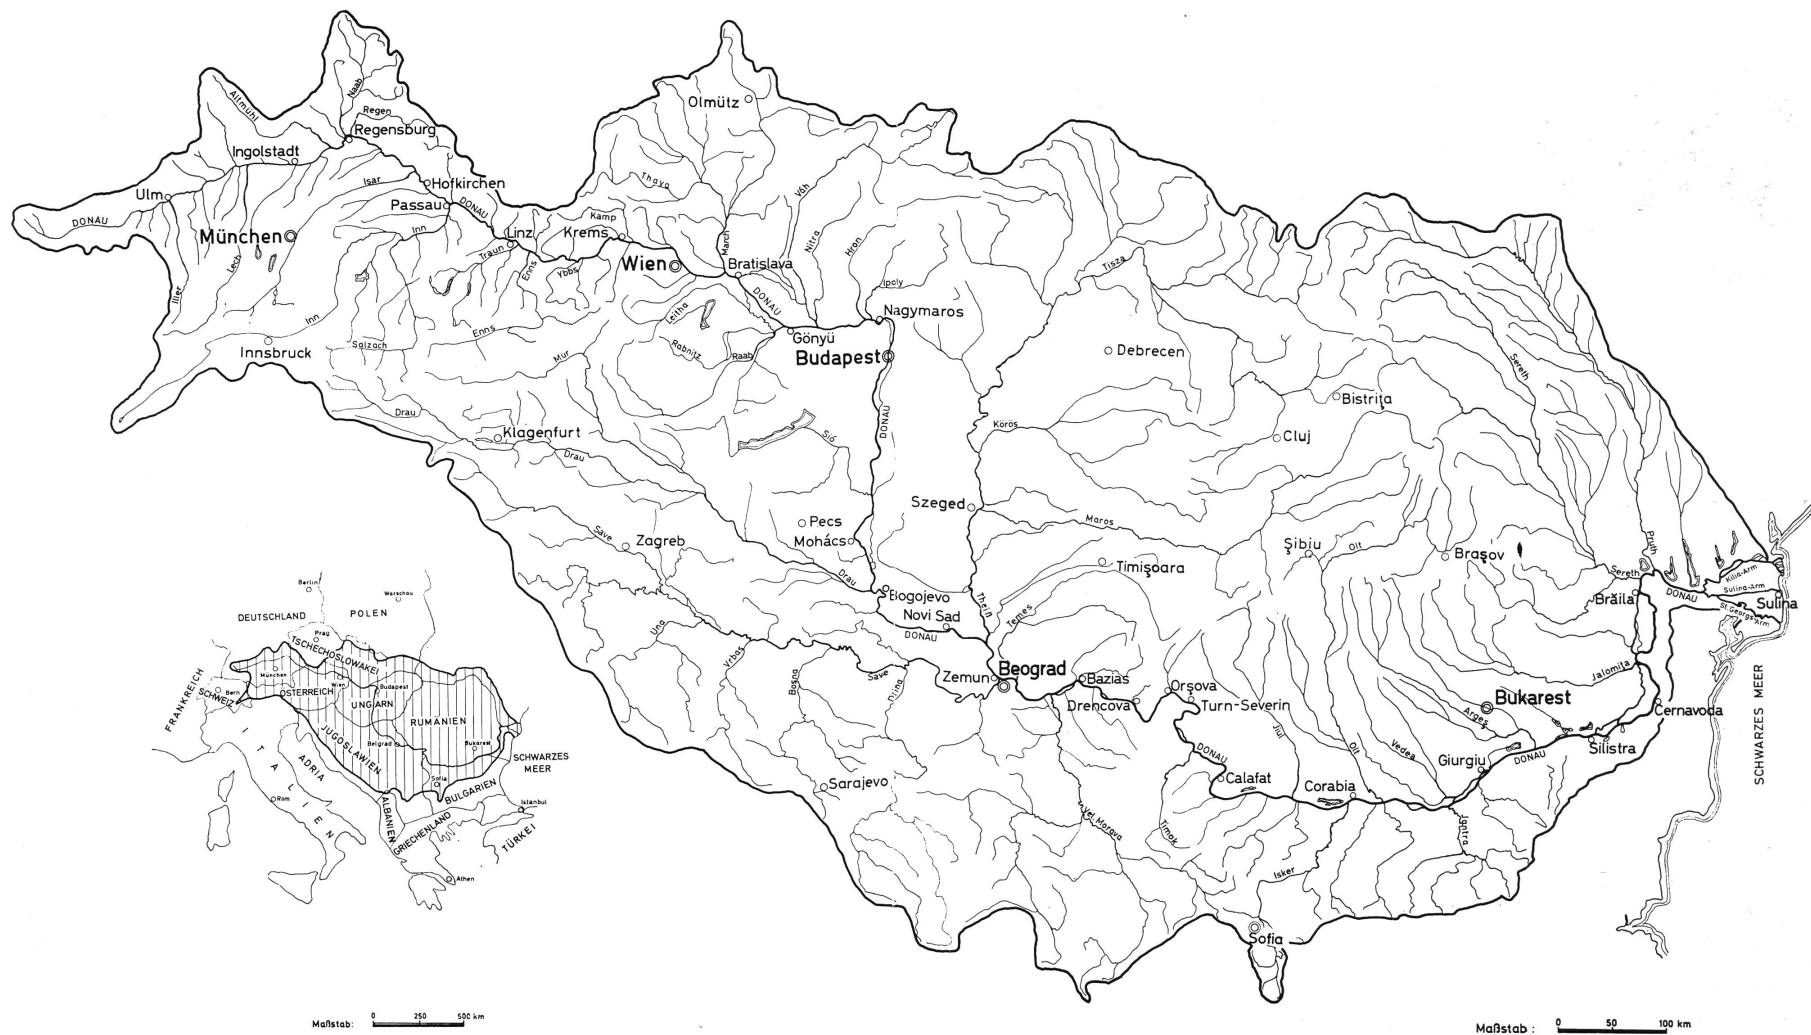 Altmühl
Naab
Regen
Regensburg
Ingolstadt
Ulm
DONAU
Isar
Hofkirchen
Passau
DONAU
München
Lech
Iller
Inn
Inn
Innsbruck
Salzach
Traun
Linz
Enns
Enns
Ybbs
Krems
Kamp
Thaya
Olmütz
Wien
March
Bratislava
Váh
Nitra
Hron
Ipoly
DONAU
Leitha
Rabnitz
Raab
Gönyü
Nagymaros
Budapest
Mur
Drau
Klagenfurt
Drau
Sió
DONAU
Tisza
Debrecen
Körös
Bistriţa
Cluj
Sereth
Szeged
Maros
Pecs
Mohács
Save
Zagreb
Drau
Bogojevo
Novi Sad
DONAU
Theiß
Temes
Timişoara
Şibiu
Olt
Braşov
Pruth
Sereth
Brăila
DONAU
Kilia-Arm
Sulina-Arm
St. Georgs-Arm
Sulina
Una
Vrbas
Bosna
Save
Drina
Zemun
Beograd
Bazias
Drencova
Orşova
Turn-Severin
Jiul
Olt
Vedea
Argeş
Bukarest
Jalomita
Cernavoda
Silistra
DONAU
Giurgiu
DONAU
Calafat
Corabia
Sarajevo
Vel. Morava
Timok
Isker
Jantra
Sofia
SCHWARZES MEER
Berlin
Warschau
DEUTSCHLAND
POLEN
Prag
TSCHECHOSLOWAKEI
FRANKREICH
München
Wien
Budapest
Bern
SCHWEIZ
ÖSTERREICH
UNGARN
RUMÄNIEN
JUGOSLAWIEN
Belgrad
Bukarest
SCHWARZES
MEER
Sofia
BULGARIEN
ITALIEN
ADRIA
Rom
ALBANIEN
GRIECHENLAND
Istanbul
TÜRKEI
Athen
Maßstab: 0 250 500 km
Maßstab : 0 50 100 km